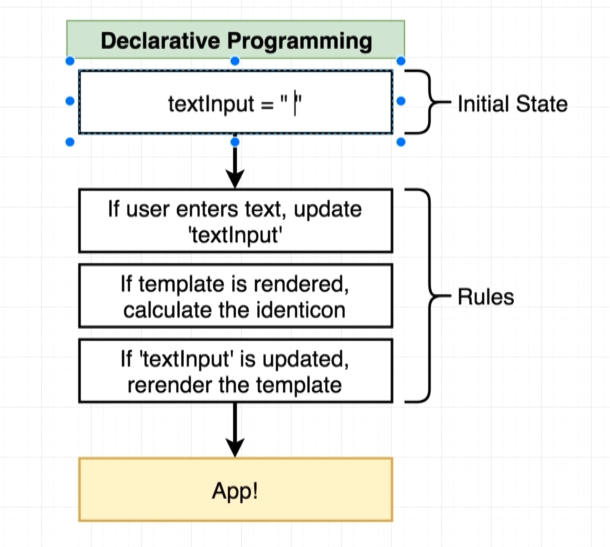 Declarative Programming
textInput = " "
Initial State
If user enters text, update
'textInput'
If template is rendered,
calculate the identicon
Rules
If 'textInput' is updated,
rerender the template
App!